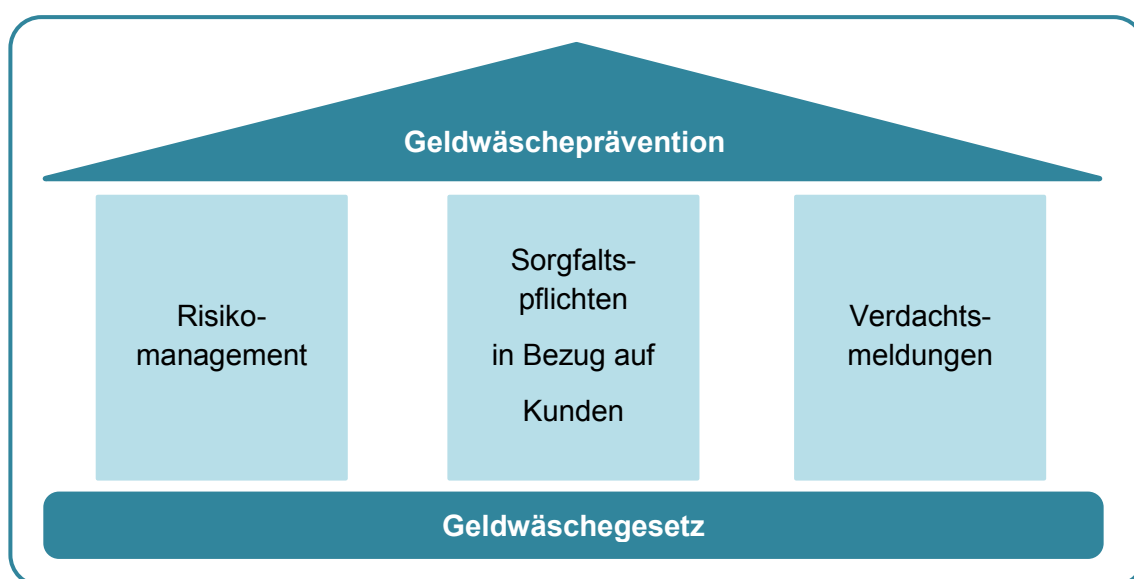 Geldwäscheprävention
Risiko-
management
Sorgfalts-
pflichten
in Bezug auf
Kunden
Verdachts-
meldungen
Geldwäschegesetz